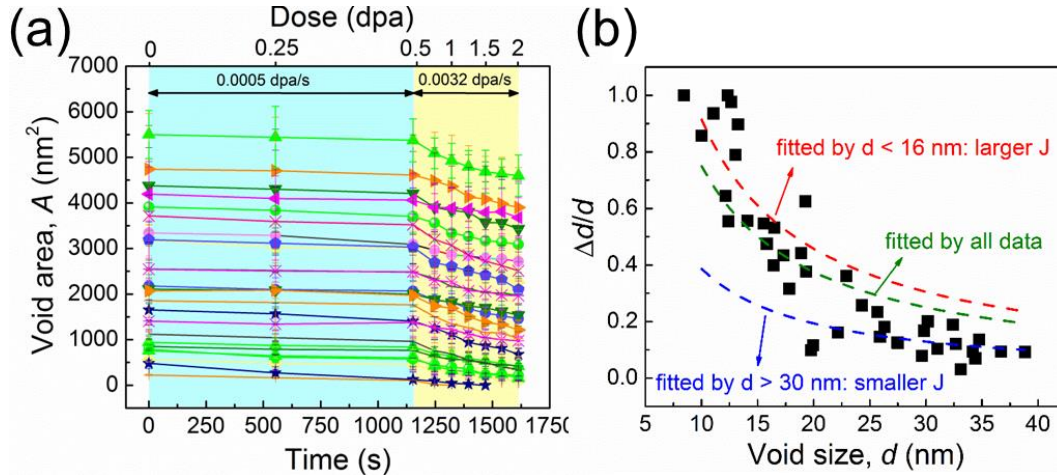 (a)
Dose (dpa)
0 0.25 0.5 1 1.5 2
0.0005 dpa/s 0.0032 dpa/s
7000
6000
5000
4000
3000
2000
1000
0
Void area, A (nm²)
0 250 500 750 1000 1250 1500 1750
Time (s)
(b)
1.0
0.8
0.6
0.4
0.2
0.0
Δd/d
fitted by d < 16 nm: larger J
fitted by all data
fitted by d > 30 nm: smaller J
5 10 15 20 25 30 35 40
Void size, d (nm)